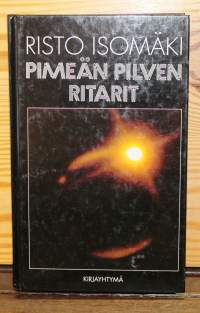 RISTO ISOMÄKI
PIMEÄN PILVEN
RITARIT
KIRJAYHTYMÄ